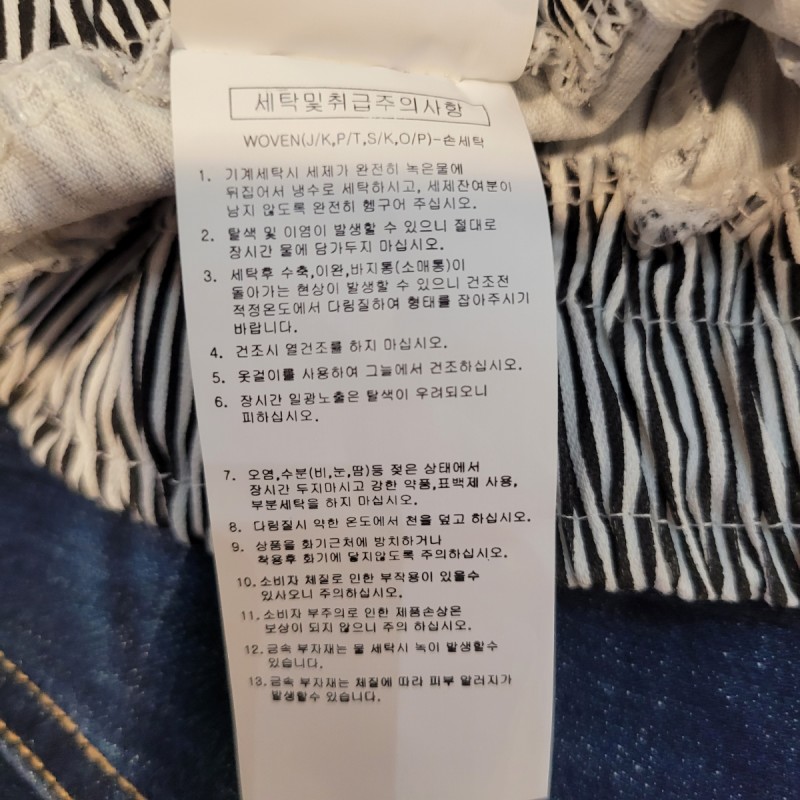 세탁및취급주의사항
WOVEN(J/K,P/T,S/K,O/P)-손세탁
1. 기계세탁시 세제가 완전히 녹은물에
뒤집어서 냉수로 세탁하시고, 세제잔여분이
남지 않도록 완전히 헹구어 주십시오.
2. 탈색 및 이염이 발생할 수 있으니 절대로
장시간 물에 담가두지 마십시오.
3. 세탁후 수축,이완,바지통(소매통)이
돌아가는 현상이 발생할 수 있으니 건조전
적정온도에서 다림질하여 형태를 잡아주시기
바랍니다.
4. 건조시 열건조를 하지 마십시오.
5. 옷걸이를 사용하여 그늘에서 건조하십시오.
6. 장시간 일광노출은 탈색이 우려되오니
피하십시오.
7. 오염,수분(비,눈,땀)등 젖은 상태에서
장시간 두지마시고 강한 약품,표백제 사용,
부분세탁을 하지 마십시오.
8. 다림질시 약한 온도에서 천을 덮고 하십시오.
9. 상품을 화기근처에 방치하거나
착용후 화기에 닿지않도록 주의하십시오.
10. 소비자 체질로 인한 부작용이 있을수
있사오니 주의하십시오.
11. 소비자 부주의로 인한 제품손상은
보상이 되지 않으니 주의 하십시오.
12. 금속 부자재는 물 세탁시 녹이 발생할수
있습니다.
13. 금속 부자재는 체질에 따라 피부 알러지가
발생할수 있습니다.